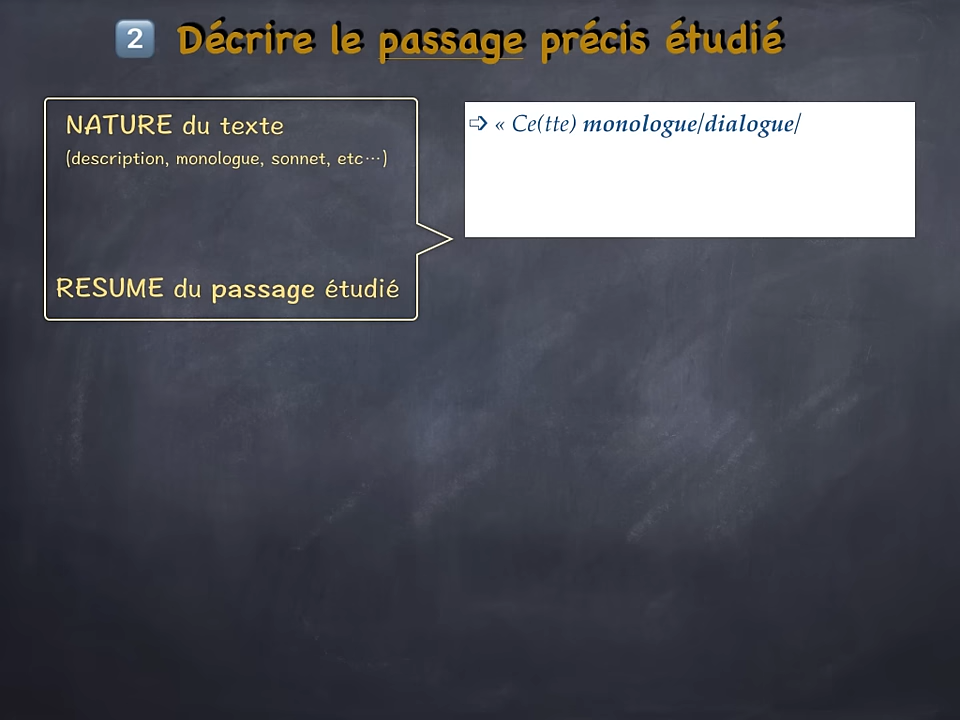 2 Décrire le passage précis étudié
NATURE du texte
(description, monologue, sonnet, etc…)
RESUME du passage étudié
➩ « Ce(tte) monologue/dialogue/